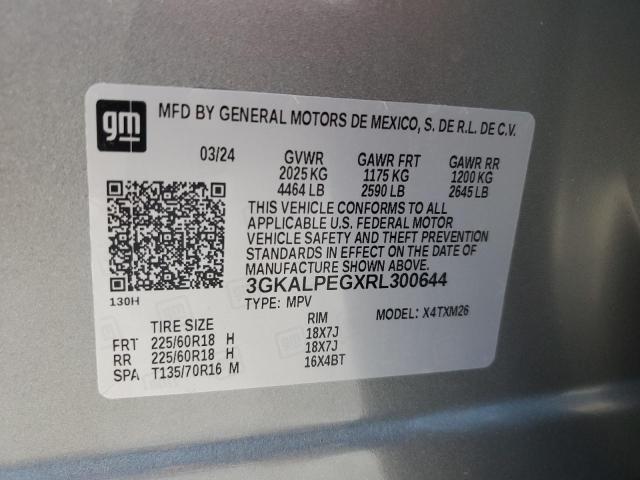 gm
MFD BY GENERAL MOTORS DE MEXICO, S. DE R.L. DE C.V.
03/24 GVWR GAWR FRT GAWR RR
2025 KG 1175 KG 1200 KG
4464 LB 2590 LB 2645 LB
THIS VEHICLE CONFORMS TO ALL
APPLICABLE U.S. FEDERAL MOTOR
VEHICLE SAFETY AND THEFT PREVENTION
STANDARDS IN EFFECT ON THE DATE OF
MANUFACTURE SHOWN ABOVE.
130H 3GKALPEGXRL300644
TYPE: MPV MODEL: X4TXM26
TIRE SIZE RIM
FRT 225/60R18 H 18X7J
RR 225/60R18 H 18X7J
SPA T135/70R16 M 16X4BT